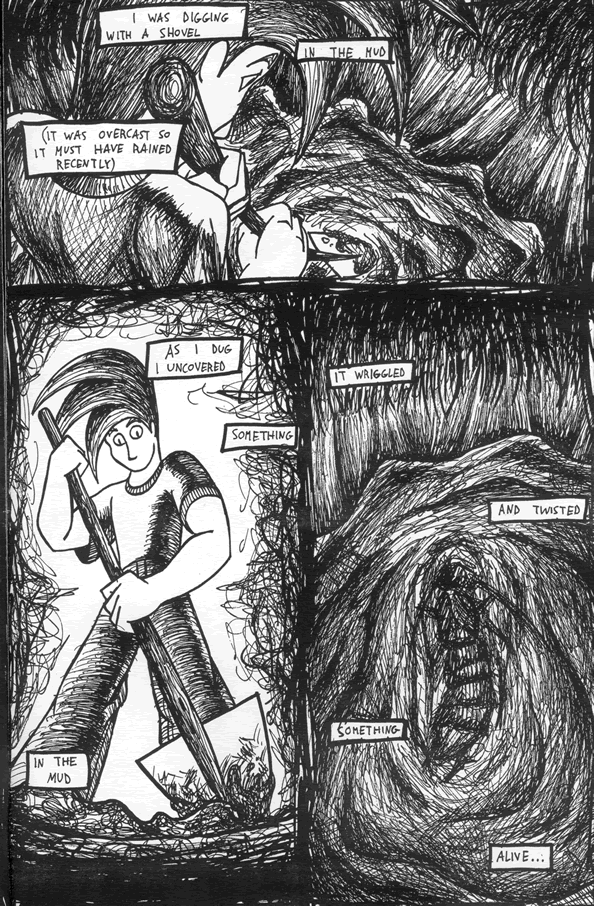 I WAS DIGGING
WITH A SHOVEL
IN THE MUD
(IT WAS OVERCAST SO
IT MUST HAVE RAINED
RECENTLY)
AS I DUG
I UNCOVERED
SOMETHING
IN THE
MUD
IT WRIGGLED
AND TWISTED
SOMETHING
ALIVE...